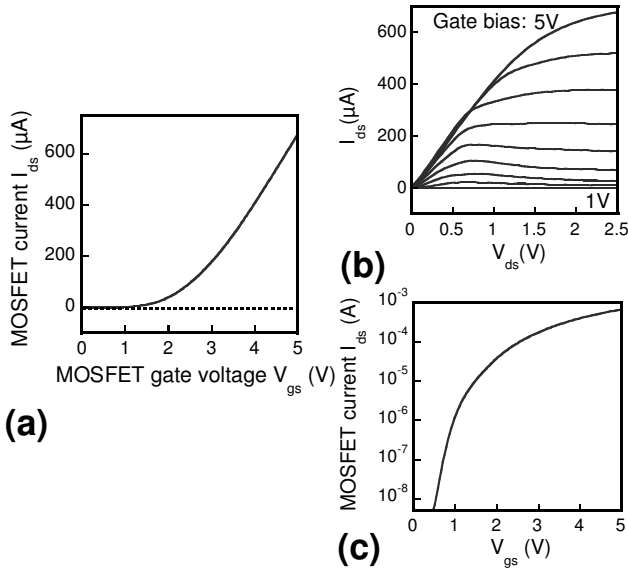 MOSFET current I_ds (μA)
600
400
200
0
0 1 2 3 4 5
MOSFET gate voltage V_gs (V)
(a)
Gate bias: 5V
I_ds(μA)
600
400
200
0
1V
0 0.5 1 1.5 2 2.5
V_ds(V)
(b)
MOSFET current I_ds (A)
10^-3
10^-4
10^-5
10^-6
10^-7
10^-8
0 1 2 3 4 5
V_gs (V)
(c)